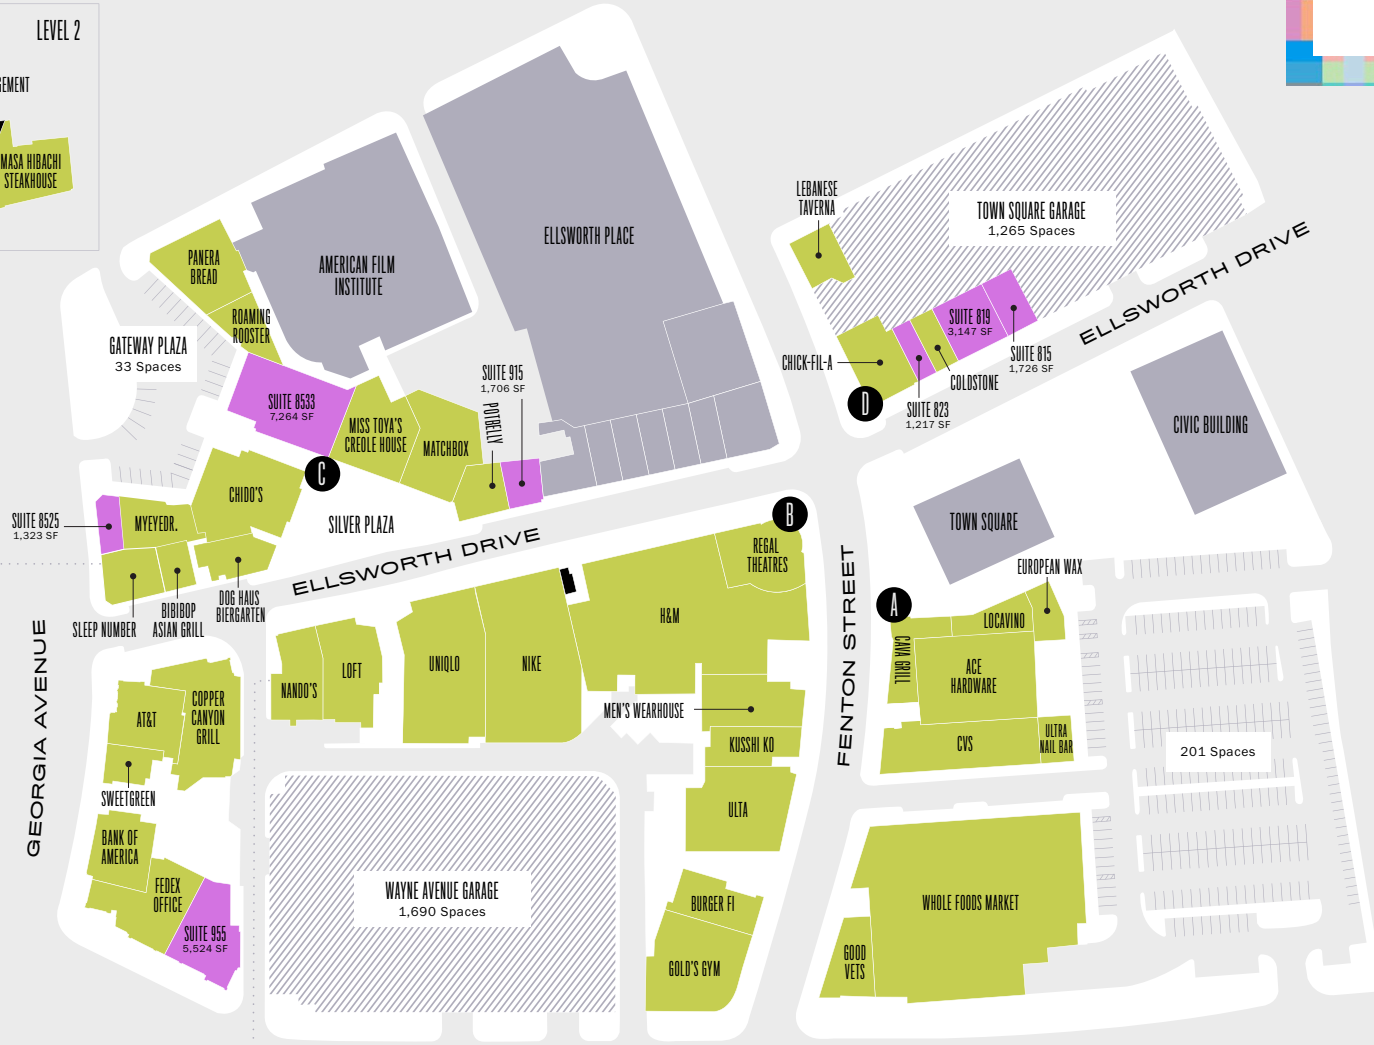 LEVEL 2
MASA HIBACHI
STEAKHOUSE
LEBANESE
TAVERNA
TOWN SQUARE GARAGE
1,265 Spaces
ELLSWORTH DRIVE
ELLSWORTH PLACE
AMERICAN FILM
INSTITUTE
PANERA
BREAD
ROAMING
ROOSTER
GATEWAY PLAZA
33 Spaces
SUITE 819
3,147 SF
SUITE 815
1,726 SF
CHICK-FIL-A
COLDSTONE
SUITE 823
1,217 SF
D
SUITE 915
1,706 SF
POTBELLY
SUITE 8533
7,264 SF
MISS TOYA'S
CREOLE HOUSE
MATCHBOX
CIVIC BUILDING
C
CHIDO'S
SILVER PLAZA
SUITE 8525
1,323 SF
MYEYEDR.
B
TOWN SQUARE
ELLSWORTH DRIVE
REGAL
THEATRES
EUROPEAN WAX
SLEEP NUMBER
BIBIBOP
ASIAN GRILL
DOG HAUS
BIERGARTEN
A
FENTON STREET
LOCAVINO
CAVA GRILL
ACE
HARDWARE
H&M
UNIQLO
NIKE
LOFT
NANDO'S
GEORGIA AVENUE
COPPER
CANYON
GRILL
AT&T
MEN'S WEARHOUSE
KUSSHI KO
CVS
ULTRA
NAIL BAR
201 Spaces
SWEETGREEN
ULTA
BANK OF
AMERICA
FEDEX
OFFICE
WAYNE AVENUE GARAGE
1,690 Spaces
BURGER FI
WHOLE FOODS MARKET
SUITE 955
5,524 SF
GOLD'S GYM
GOOD
VETS